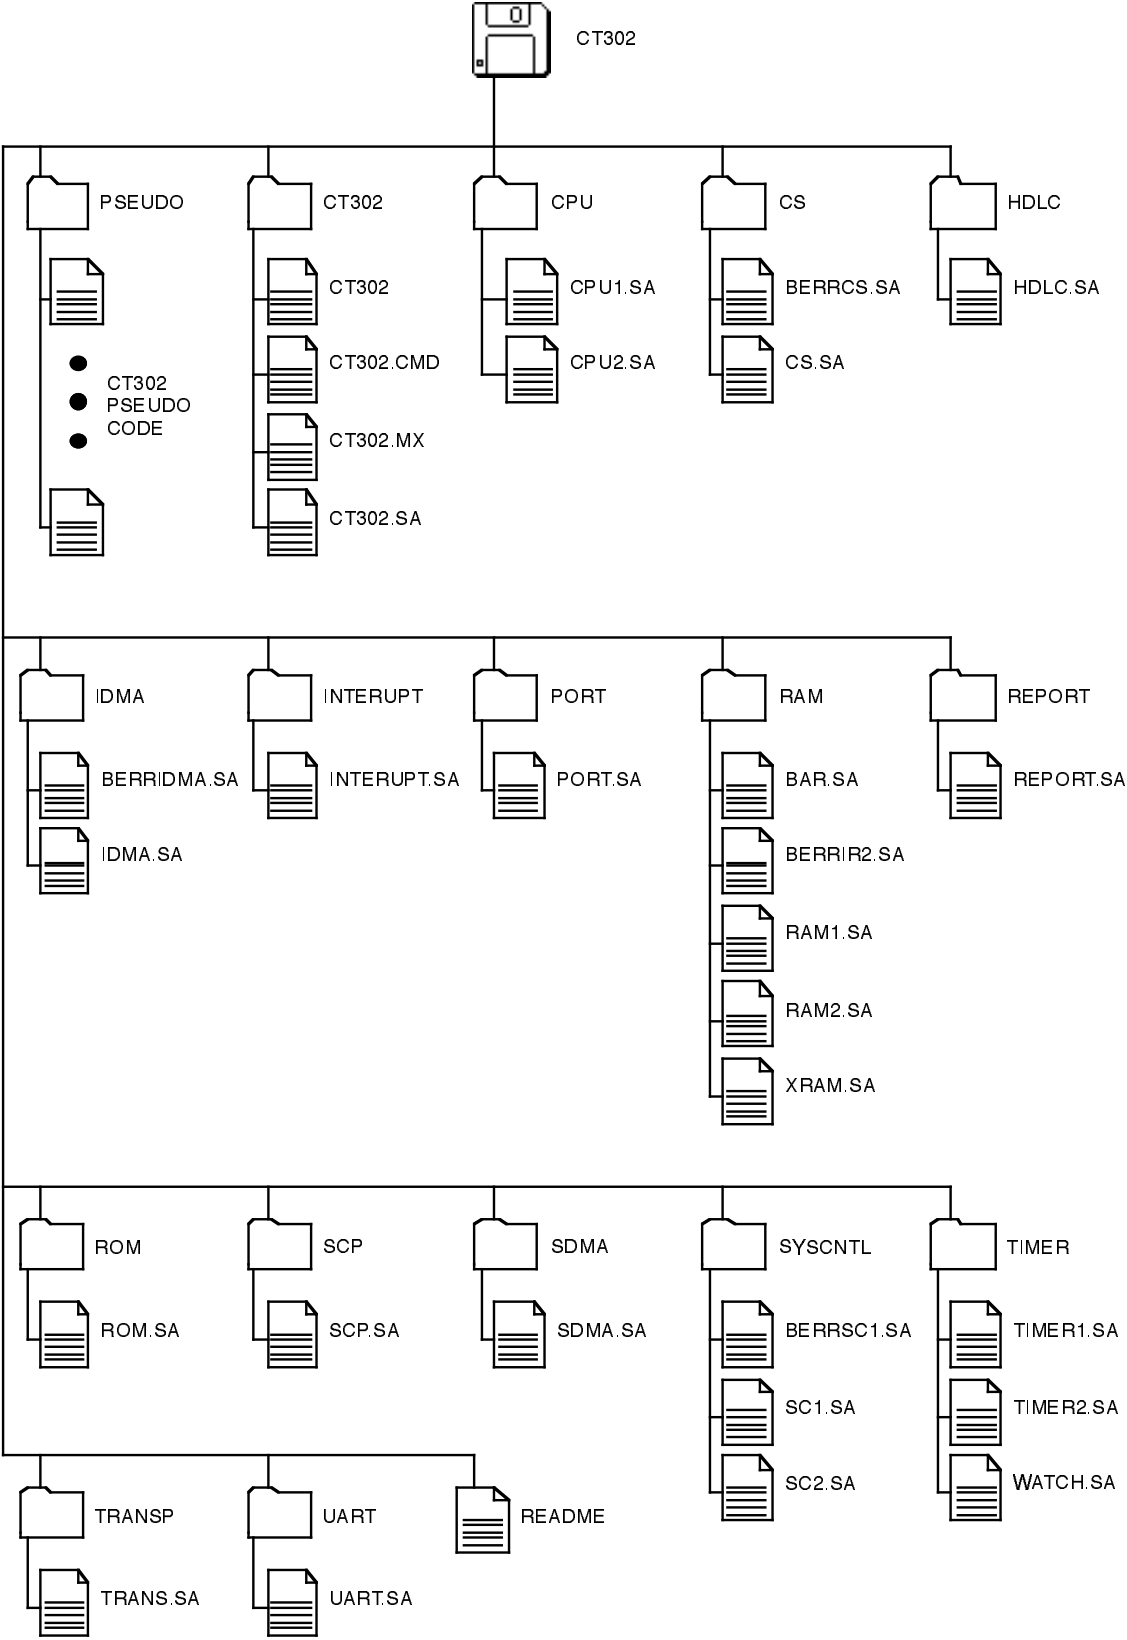 CT302
PSEUDO
CT302
CPU
CS
HDLC
CT302
CPU1.SA
BERRCS.SA
HDLC.SA
CT302.CMD
CPU2.SA
CS.SA
CT302
PSEUDO
CODE
CT302.MX
CT302.SA
IDMA
INTERUPT
PORT
RAM
REPORT
BERRIDMA.SA
INTERUPT.SA
PORT.SA
BAR.SA
REPORT.SA
IDMA.SA
BERRIR2.SA
RAM1.SA
RAM2.SA
XRAM.SA
ROM
SCP
SDMA
SYSCNTL
TIMER
ROM.SA
SCP.SA
SDMA.SA
BERRSC1.SA
TIMER1.SA
SC1.SA
TIMER2.SA
SC2.SA
WATCH.SA
TRANSP
UART
README
TRANS.SA
UART.SA